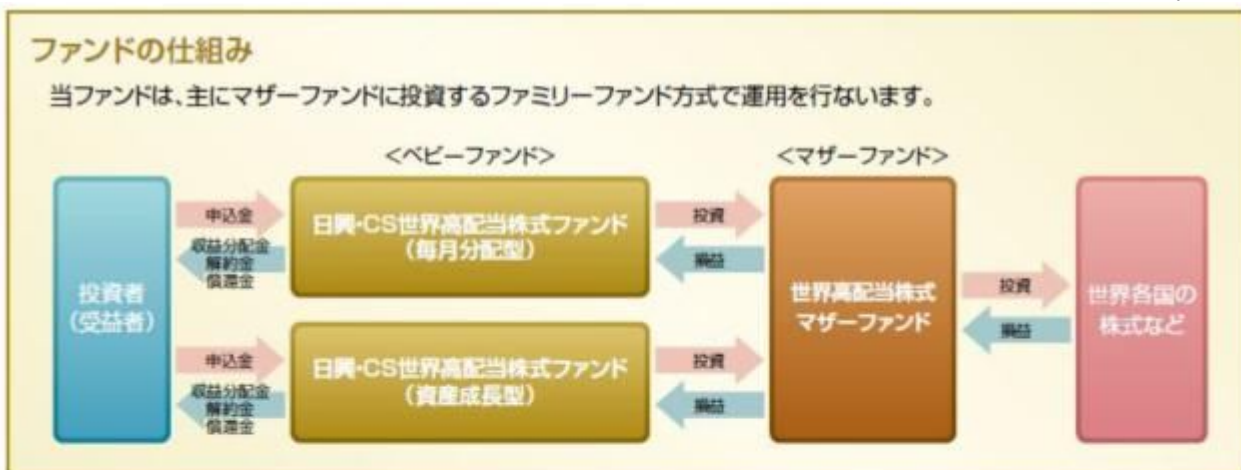 ファンドの仕組み
当ファンドは、主にマザーファンドに投資するファミリーファンド方式で運用を行ないます。
<ベビーファンド>
<マザーファンド>
投資者
(受益者)
申込金
収益分配金
解約金
償還金
日興・CS世界高配当株式ファンド
(毎月分配型)
投資
損益
申込金
収益分配金
解約金
償還金
日興・CS世界高配当株式ファンド
(資産成長型)
投資
損益
世界高配当株式
マザーファンド
投資
損益
世界各国の
株式など